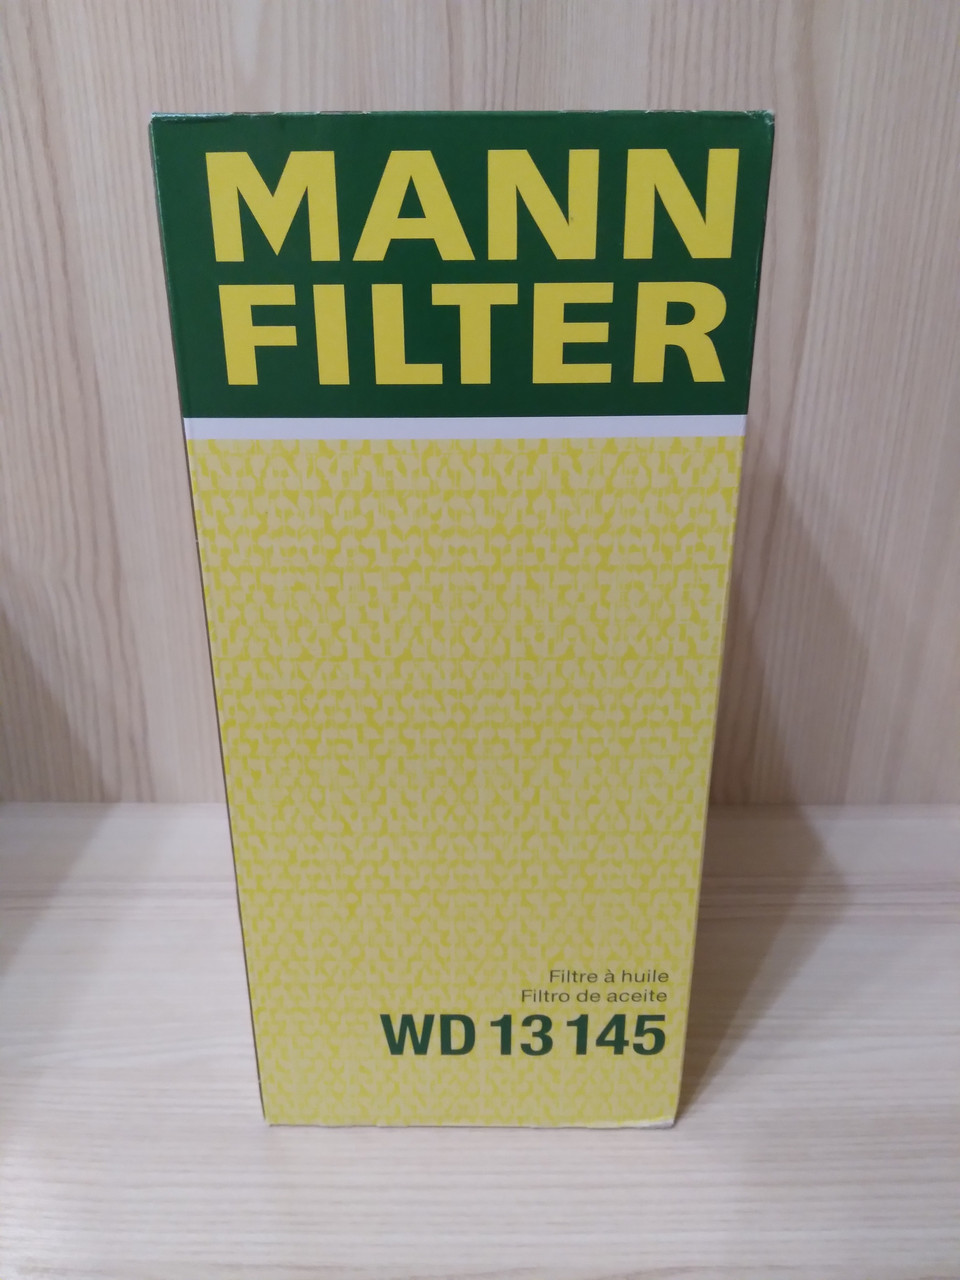 MANN
FILTER
Filtre à huile
Filtro de aceite
WD 13 145